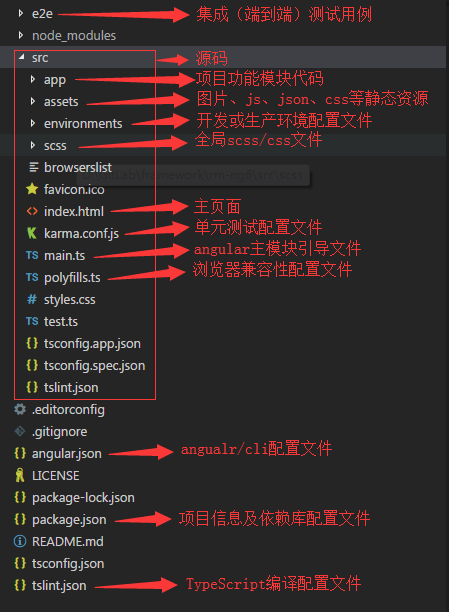 e2e 集成（端到端）测试用例
node_modules
src 源码
app 项目功能模块代码
assets 图片、js、json、css等静态资源
environments 开发或生产环境配置文件
scss 全局scss/css文件
browserslist
favicon.ico
index.html 主页面
karma.conf.js 单元测试配置文件
TS main.ts angular主模块引导文件
TS polyfills.ts 浏览器兼容性配置文件
# styles.css
TS test.ts
{ } tsconfig.app.json
{ } tsconfig.spec.json
{ } tslint.json
.editorconfig
.gitignore
{ } angular.json angualr/cli配置文件
LICENSE
{ } package-lock.json
{ } package.json 项目信息及依赖库配置文件
README.md
{ } tsconfig.json
{ } tslint.json TypeScript编译配置文件